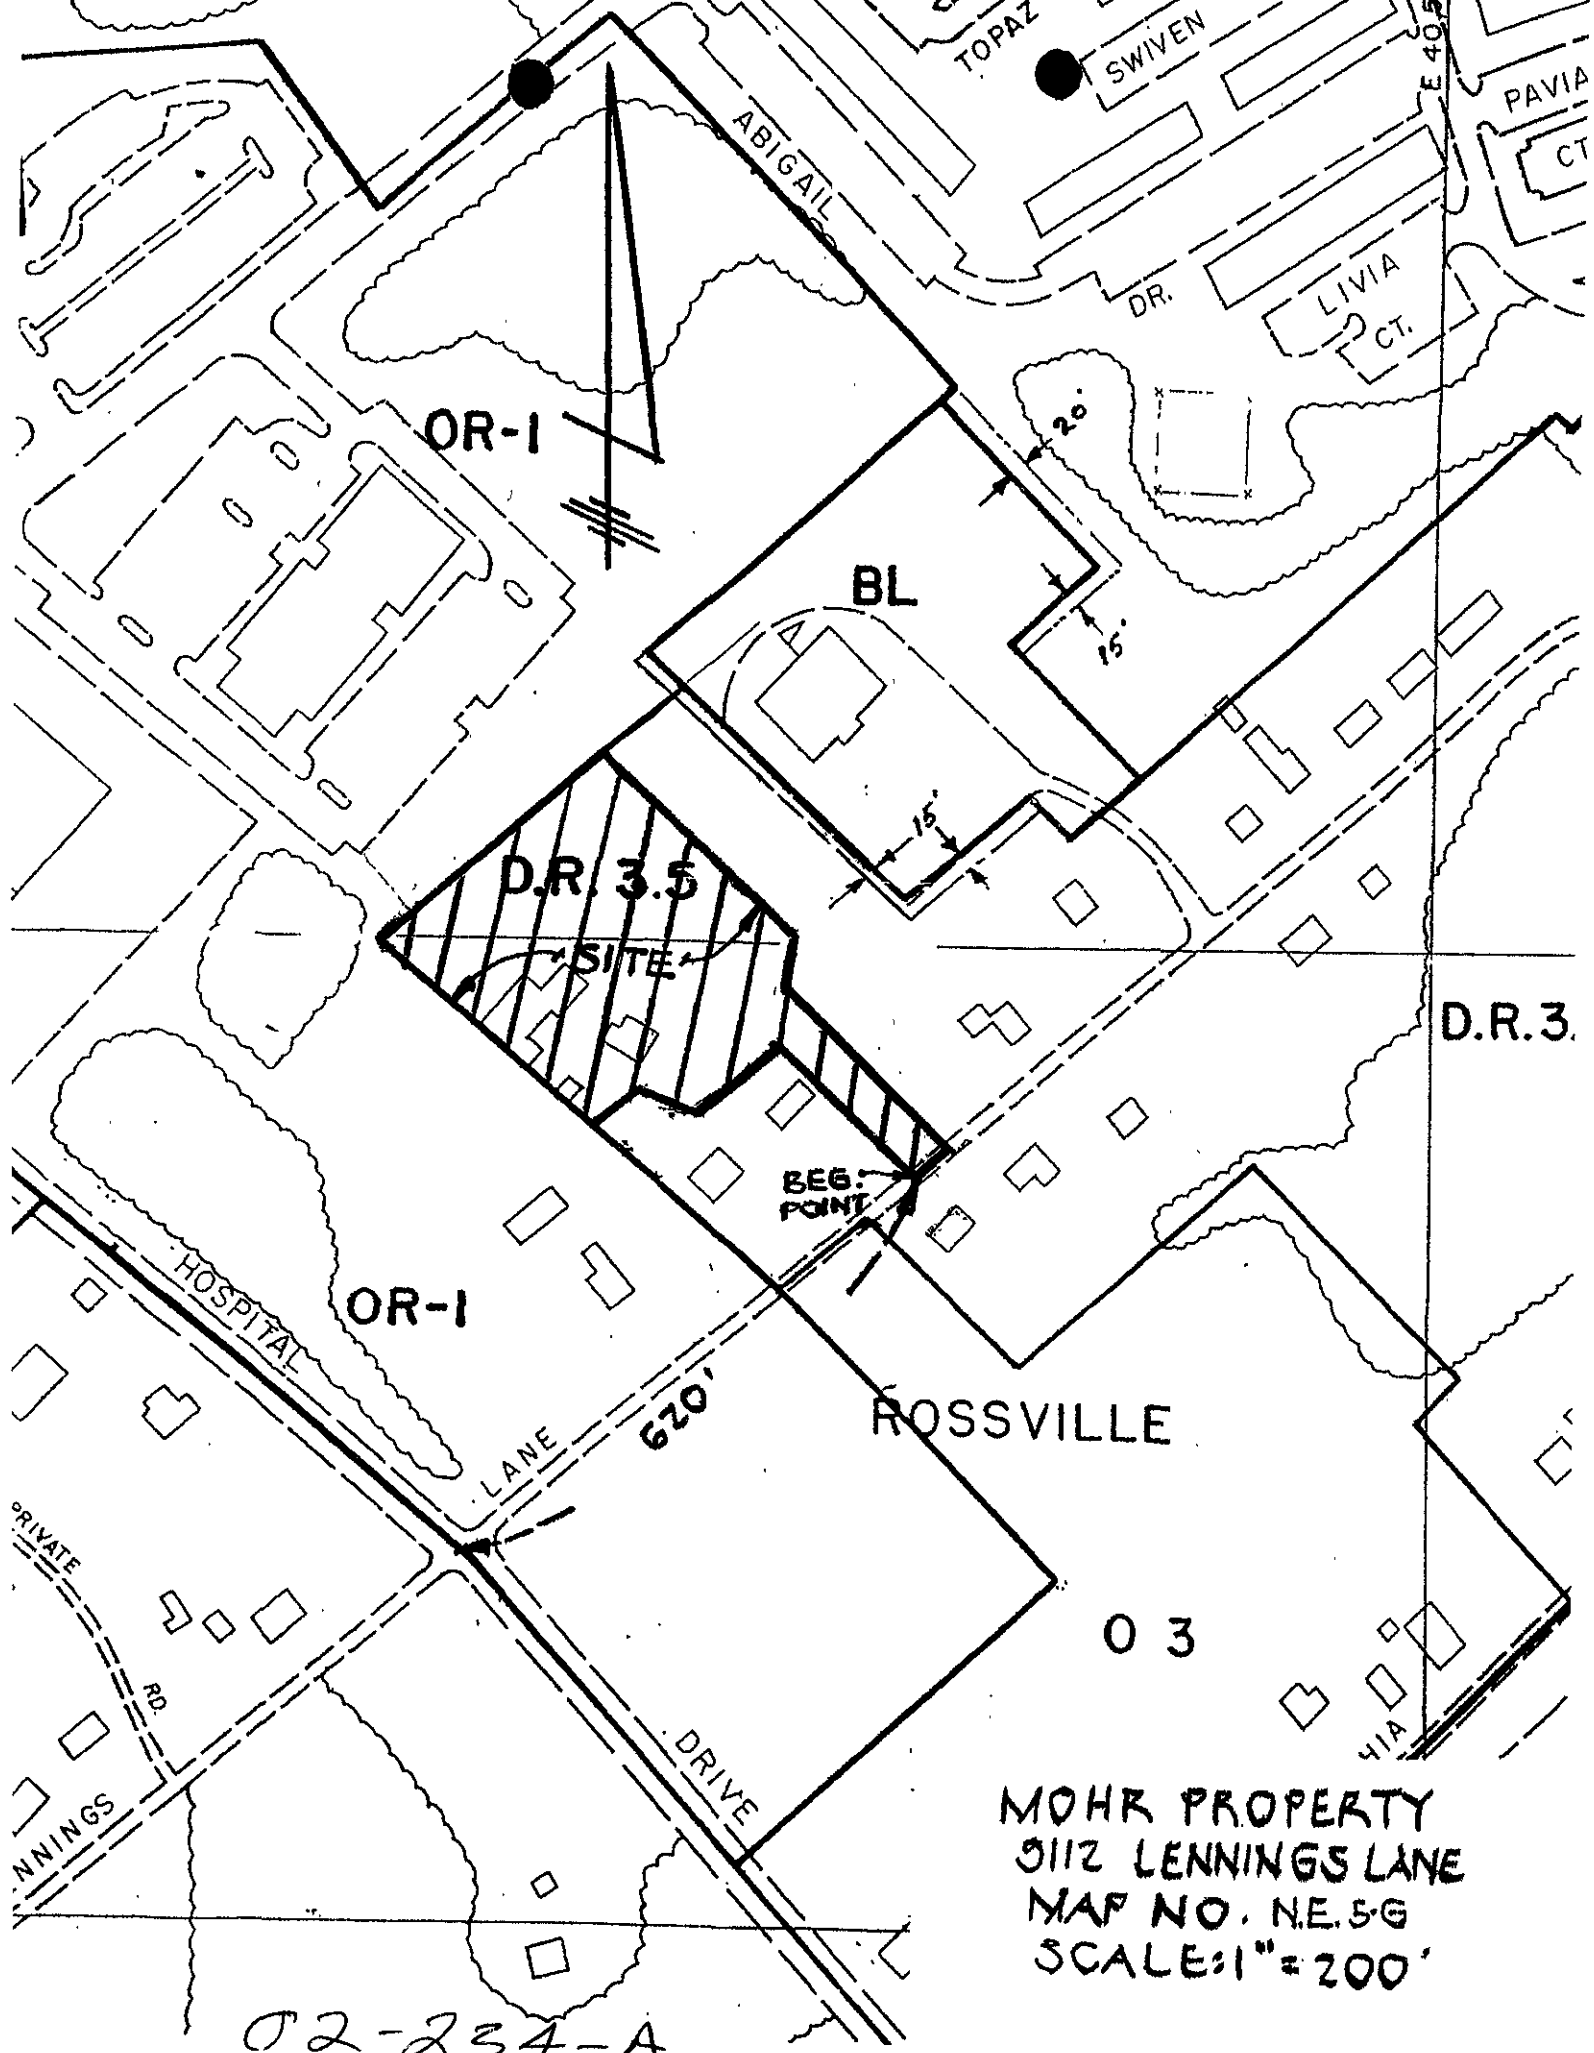 TOPAZ
SWIVEN
E 40,5
PAVIA
CT
ABIGAIL
DR.
LIVIA
CT.
OR-1
20'
BL
15'
15'
D.R. 3.5
SITE
D.R.3.
BEG.
POINT
HOSPITAL
OR-1
620'
ROSSVILLE
LANE
PRIVATE
RD.
O 3
DRIVE
HIA
NNINGS
MOHR PROPERTY
9112 LENNINGS LANE
MAP NO. N.E. 5-G
SCALE: 1" = 200'
02-234-A